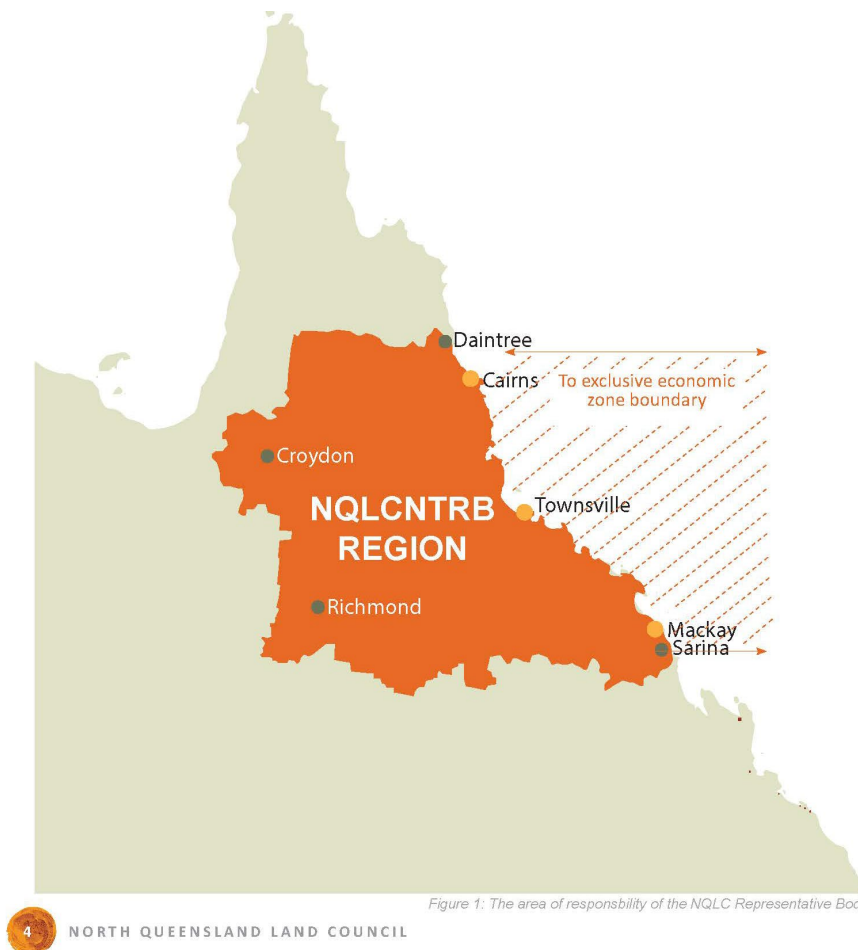 Daintree
Cairns
To exclusive economic
zone boundary
Croydon
Townsville
NQLCNTRB
REGION
Richmond
Mackay
Sarina
Figure 1: The area of responsbility of the NQLC Representative Boo
4
NORTH QUEENSLAND LAND COUNCIL